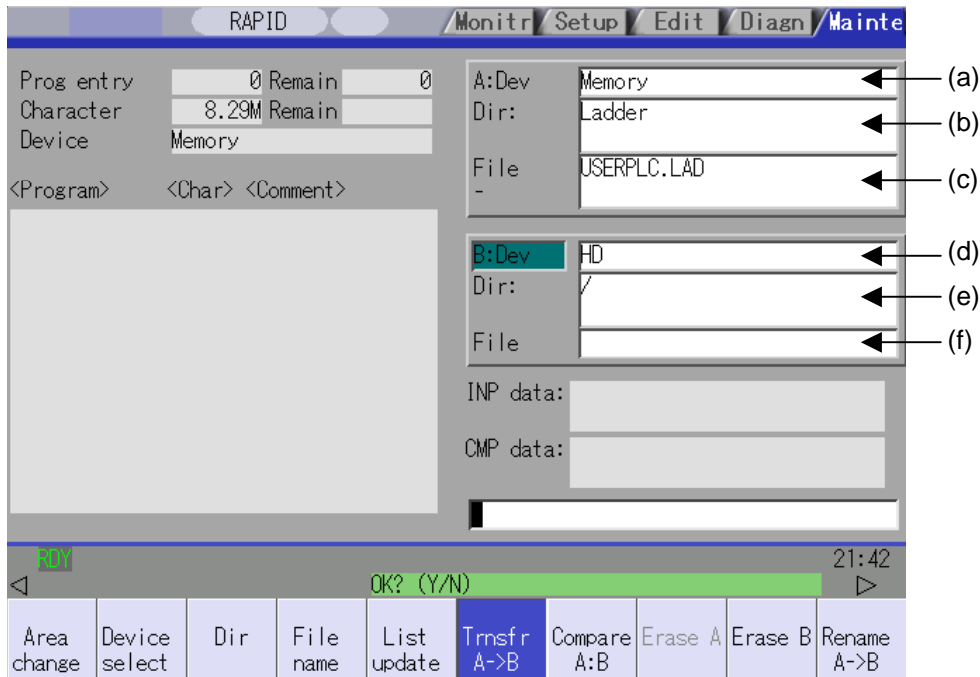 RAPID Monitr Setup Edit Diagn Mainte
Prog entry 0 Remain 0
Character 8.29M Remain
Device Memory
<Program> <Char> <Comment>
A:Dev Memory (a)
Dir: Ladder (b)
File USERPLC.LAD (c)
-
B:Dev HD (d)
Dir: / (e)
File (f)
INP data:
CMP data:
RDY 21:42
OK? (Y/N)
Area change
Device select
Dir
File name
List update
Trnsfr A->B
Compare A:B
Erase A
Erase B
Rename A->B